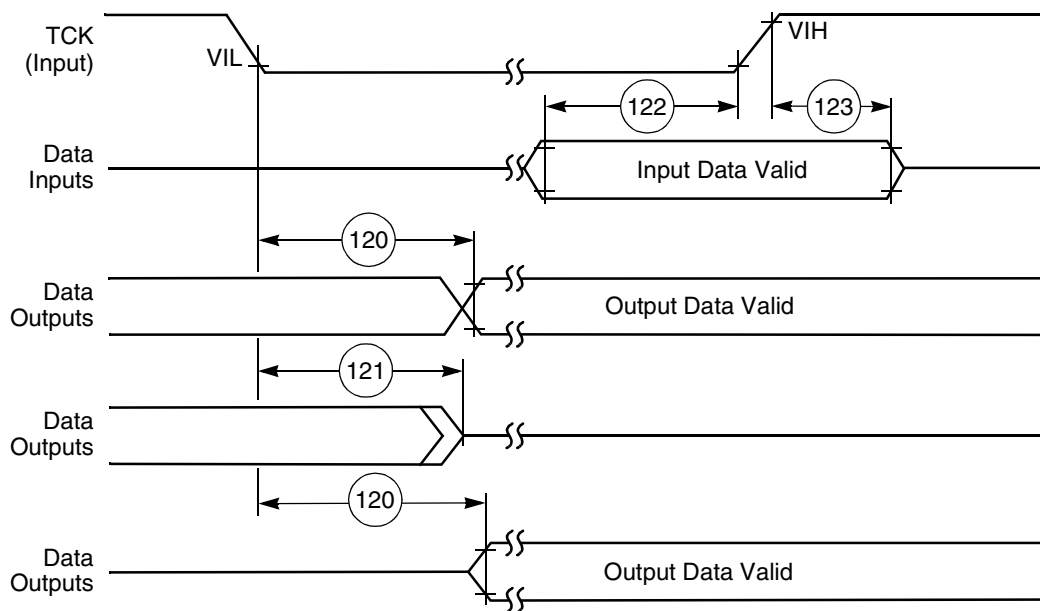 TCK
(Input)
VIL
VIH
122
123
Data
Inputs
Input Data Valid
120
Data
Outputs
Output Data Valid
121
Data
Outputs
120
Data
Outputs
Output Data Valid